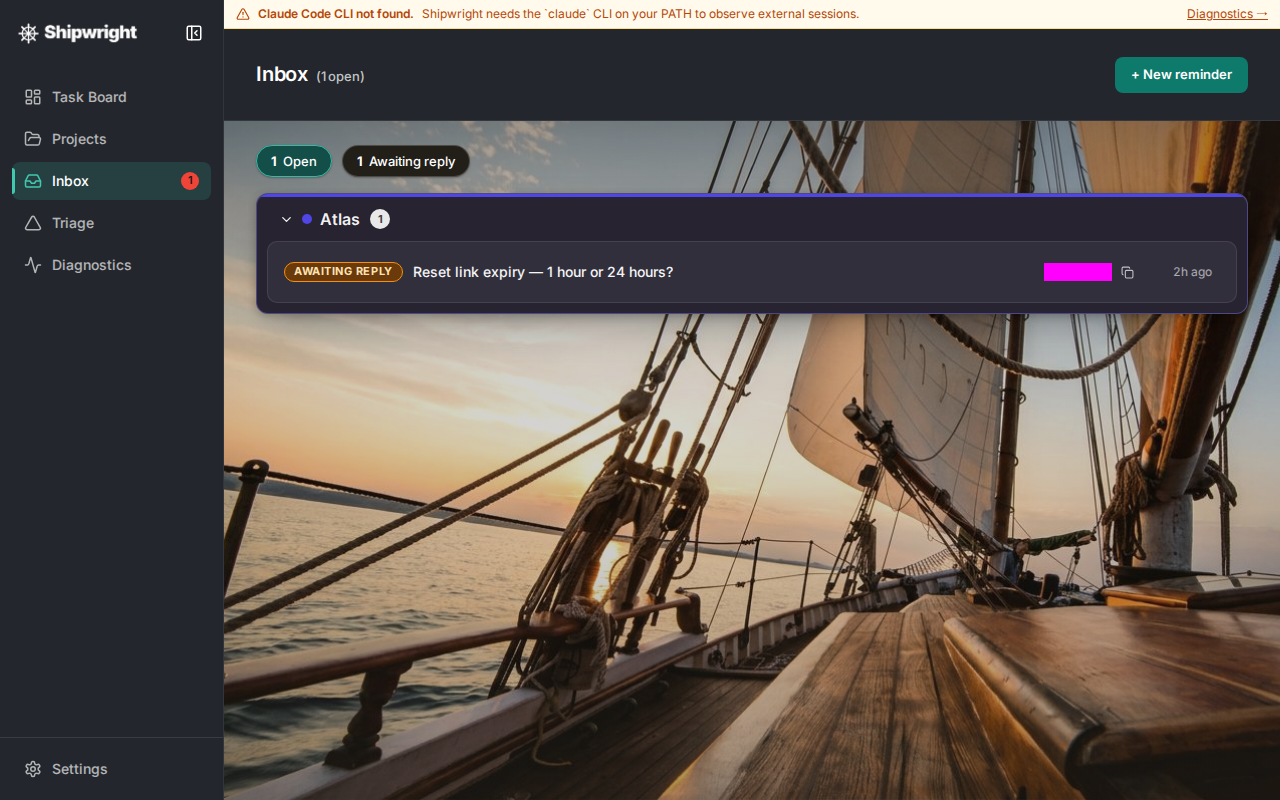 Claude Code CLI not found. Shipwright needs the `claude` CLI on your PATH to observe external sessions.
Diagnostics →
Shipwright
Inbox (1open)
+ New reminder
Task Board
Projects
Inbox 1
Triage
Diagnostics
1 Open
1 Awaiting reply
Atlas 1
AWAITING REPLY Reset link expiry — 1 hour or 24 hours? 2h ago
Settings